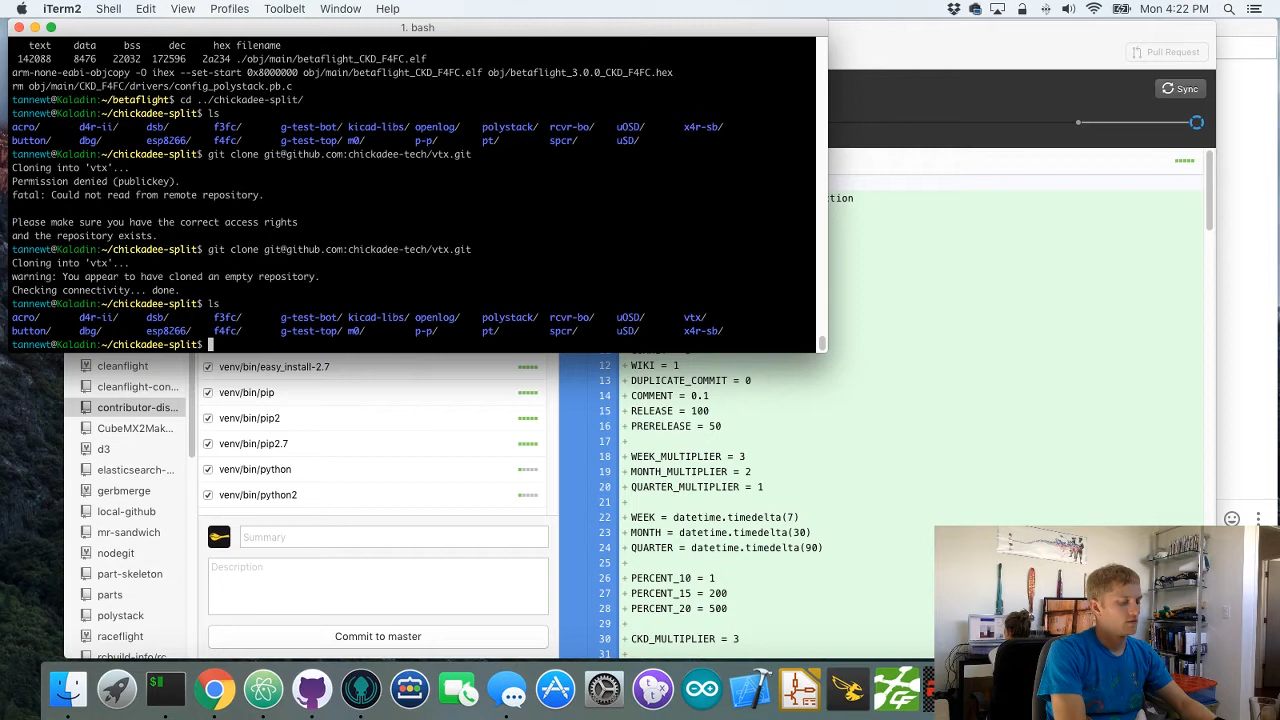 iTerm2 Shell Edit View Profiles Toolbelt Window Help Mon 4:22 PM
1. bash
text data bss dec hex filename
142088 8476 22032 172596 2a234 ./obj/main/betaflight_CKD_F4FC.elf
arm-none-eabi-objcopy -O ihex --set-start 0x8000000 obj/main/betaflight_CKD_F4FC.elf obj/betaflight_3.0.0_CKD_F4FC.hex
rm obj/main/CKD_F4FC/drivers/config_polystack.pb.c
tannewt@Kaladin:~/betaflight$ cd ../chickadee-split/
tannewt@Kaladin:~/chickadee-split$ ls
acro/ d4r-ii/ dsb/ f3fc/ g-test-bot/ kicad-libs/ openlog/ polystack/ rcvr-bo/ uOSD/ x4r-sb/
button/ dbg/ esp8266/ f4fc/ g-test-top/ m0/ p-p/ pt/ spcr/ uSD/
tannewt@Kaladin:~/chickadee-split$ git clone git@github.com:chickadee-tech/vtx.git
Cloning into 'vtx'...
Permission denied (publickey).
fatal: Could not read from remote repository.
Please make sure you have the correct access rights
and the repository exists.
tannewt@Kaladin:~/chickadee-split$ git clone git@github.com:chickadee-tech/vtx.git
Cloning into 'vtx'...
warning: You appear to have cloned an empty repository.
Checking connectivity... done.
tannewt@Kaladin:~/chickadee-split$ ls
acro/ d4r-ii/ dsb/ f3fc/ g-test-bot/ kicad-libs/ openlog/ polystack/ rcvr-bo/ uOSD/ vtx/
button/ dbg/ esp8266/ f4fc/ g-test-top/ m0/ p-p/ pt/ spcr/ uSD/ x4r-sb/
tannewt@Kaladin:~/chickadee-split$
Pull Request
Sync
ction
cleanflight
cleanflight-con...
contributor-dis...
CubeMX2Mak...
d3
elasticsearch-...
gerbmerge
local-github
mr-sandwich
nodegit
part-skeleton
parts
polystack
raceflight
rcbuild-info/rc
venv/bin/easy_install-2.7
venv/bin/pip
venv/bin/pip2
venv/bin/pip2.7
venv/bin/python
venv/bin/python2
Summary
Description
Commit to master
12 + WIKI = 1
13 + DUPLICATE_COMMIT = 0
14 + COMMENT = 0.1
15 + RELEASE = 100
16 + PRERELEASE = 50
17 +
18 + WEEK_MULTIPLIER = 3
19 + MONTH_MULTIPLIER = 2
20 + QUARTER_MULTIPLIER = 1
21 +
22 + WEEK = datetime.timedelta(7)
23 + MONTH = datetime.timedelta(30)
24 + QUARTER = datetime.timedelta(90)
25 +
26 + PERCENT_10 = 1
27 + PERCENT_15 = 200
28 + PERCENT_20 = 500
29 +
30 + CKD_MULTIPLIER = 3
31